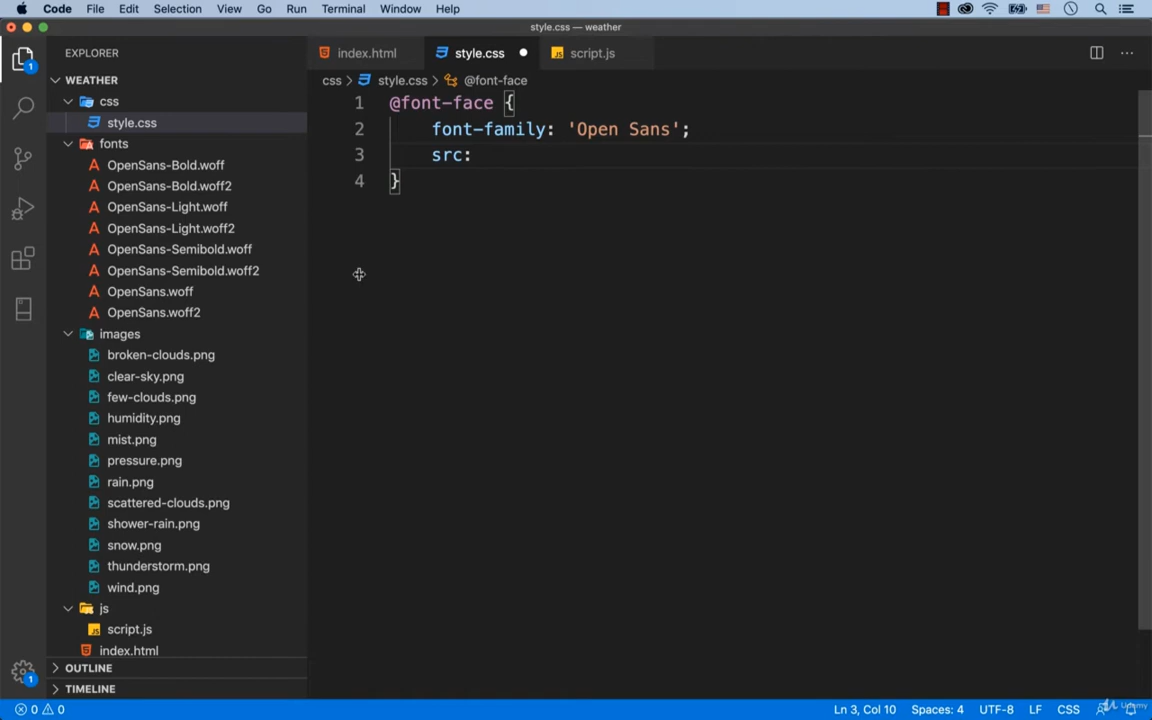 Code File Edit Selection View Go Run Terminal Window Help
style.css — weather
EXPLORER
index.html style.css script.js
WEATHER
css > style.css > @font-face
css
1 @font-face {
style.css
2 font-family: 'Open Sans';
fonts
3 src:
OpenSans-Bold.woff
4 }
OpenSans-Bold.woff2
OpenSans-Light.woff
OpenSans-Light.woff2
OpenSans-Semibold.woff
OpenSans-Semibold.woff2
OpenSans.woff
OpenSans.woff2
images
broken-clouds.png
clear-sky.png
few-clouds.png
humidity.png
mist.png
pressure.png
rain.png
scattered-clouds.png
shower-rain.png
snow.png
thunderstorm.png
wind.png
js
script.js
index.html
OUTLINE
TIMELINE
1
1
0 0 Ln 3, Col 10 Spaces: 4 UTF-8 LF CSS
Udemy